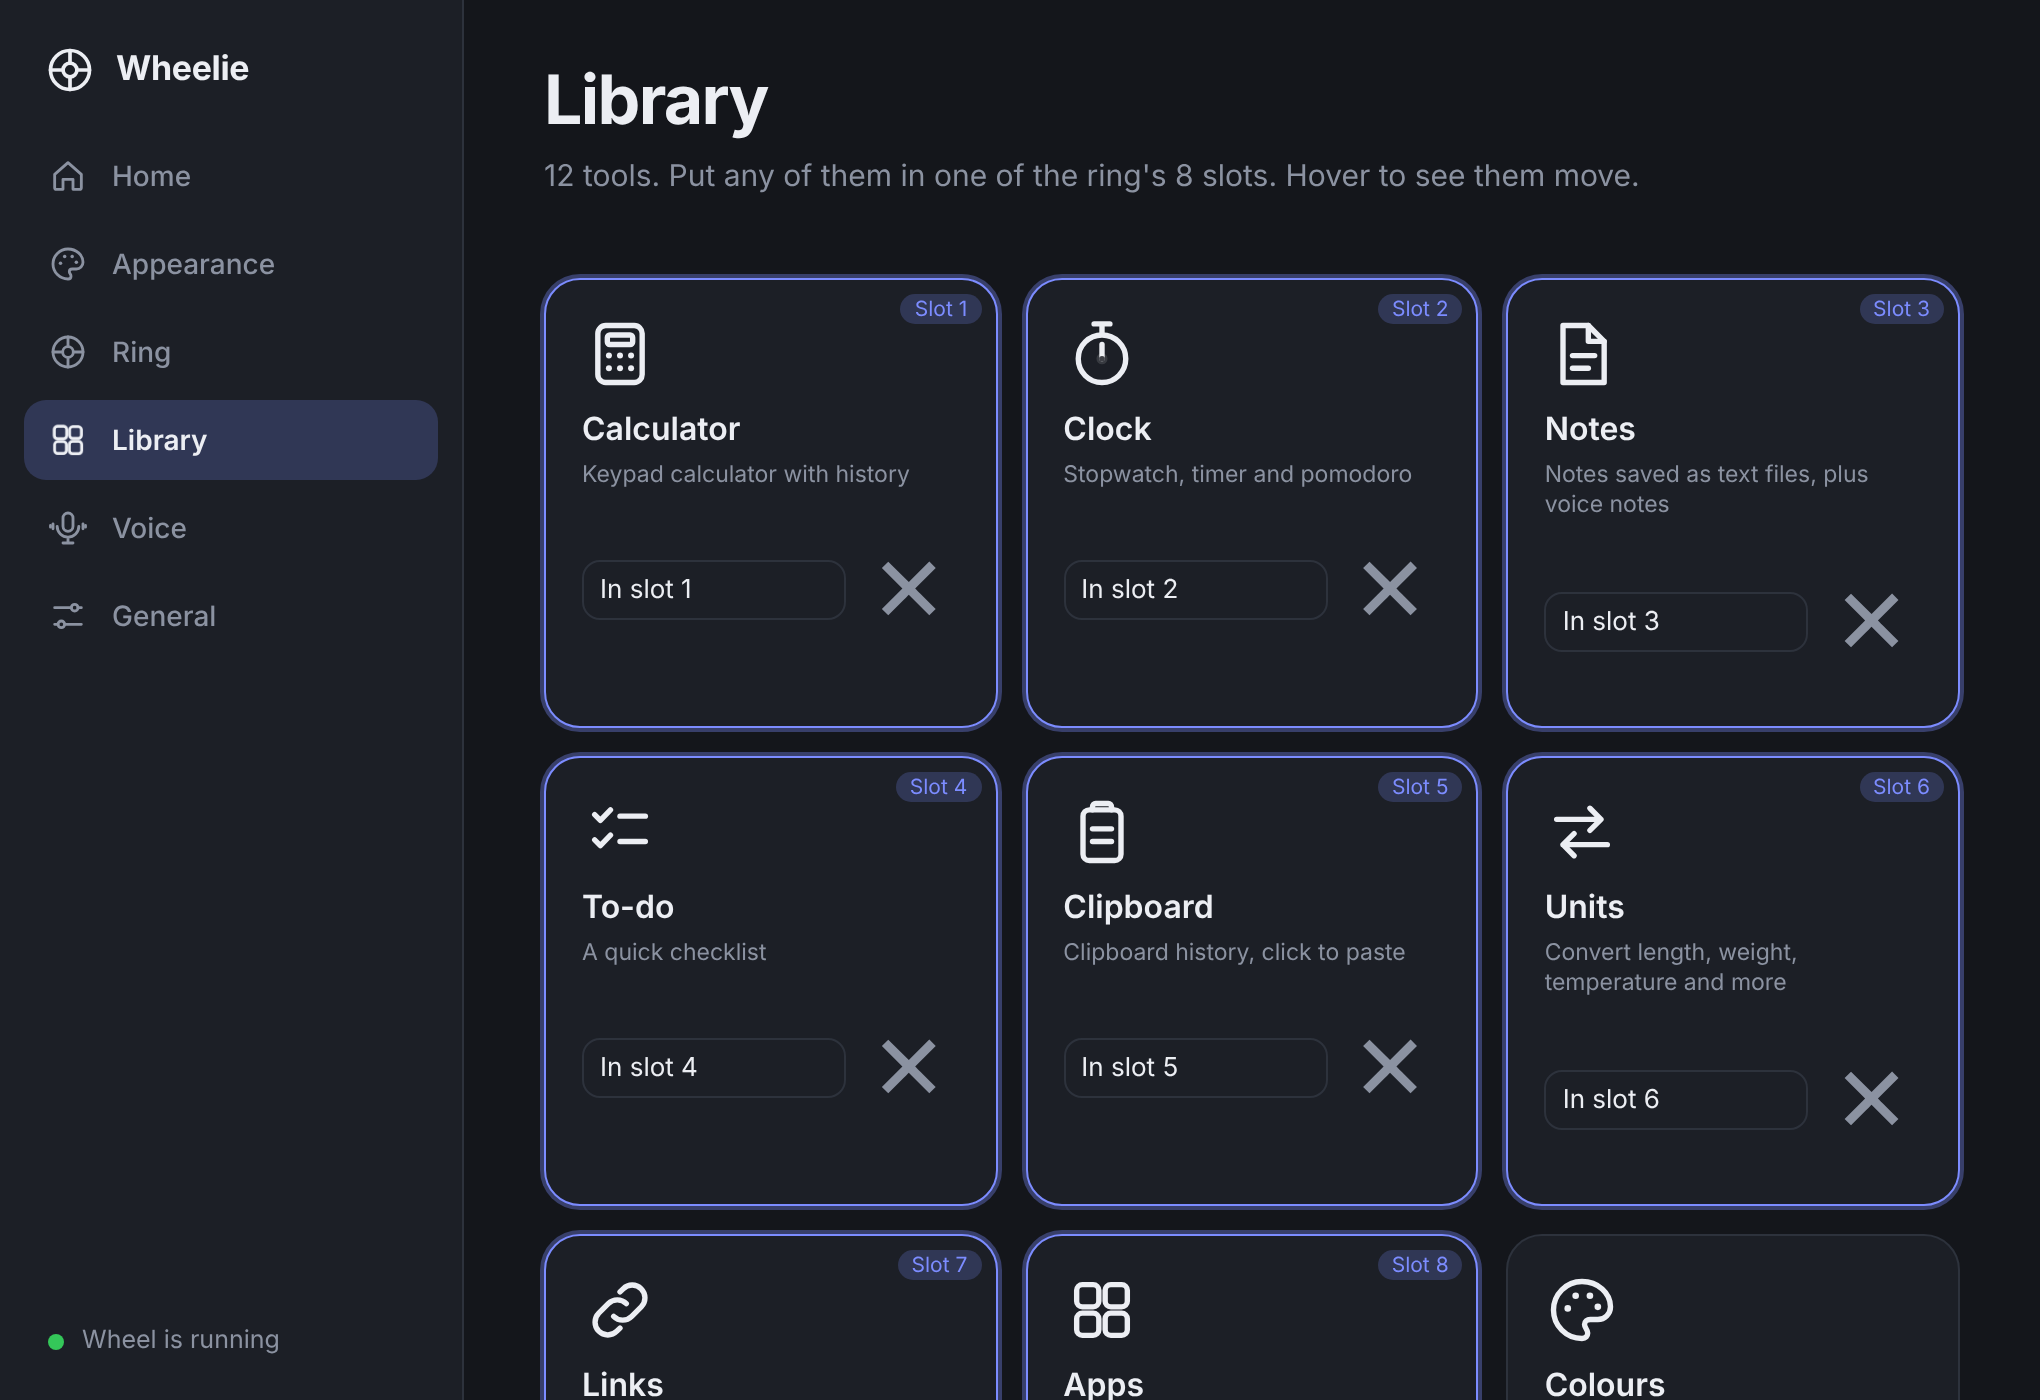 Wheelie
Home
Appearance
Ring
Library
Voice
General
Wheel is running
Library
12 tools. Put any of them in one of the ring's 8 slots. Hover to see them move.
Slot 1
Calculator
Keypad calculator with history
In slot 1
Slot 2
Clock
Stopwatch, timer and pomodoro
In slot 2
Slot 3
Notes
Notes saved as text files, plus
voice notes
In slot 3
Slot 4
To-do
A quick checklist
In slot 4
Slot 5
Clipboard
Clipboard history, click to paste
In slot 5
Slot 6
Units
Convert length, weight,
temperature and more
In slot 6
Slot 7
Links
Slot 8
Apps
Colours